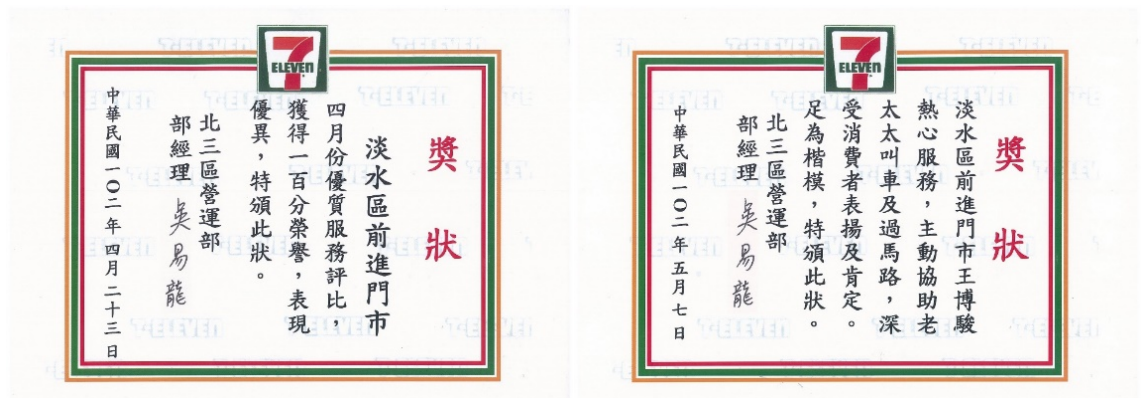 7
ELEVEN
獎狀
淡水區前進門市
四月份優質服務評比，
獲得一百分榮譽，表現
優異，特頒此狀。
北三區營運部
部經理 吳易龍
中華民國一〇二年五月二十三日
7
ELEVEN
獎狀
淡水區前進門市王博駿
熱心服務，主動協助老
太太叫車及過馬路，深
受消費者表揚及肯定。
足為楷模，特頒此狀。
北三區營運部
部經理 吳易龍
中華民國一〇二年五月七日